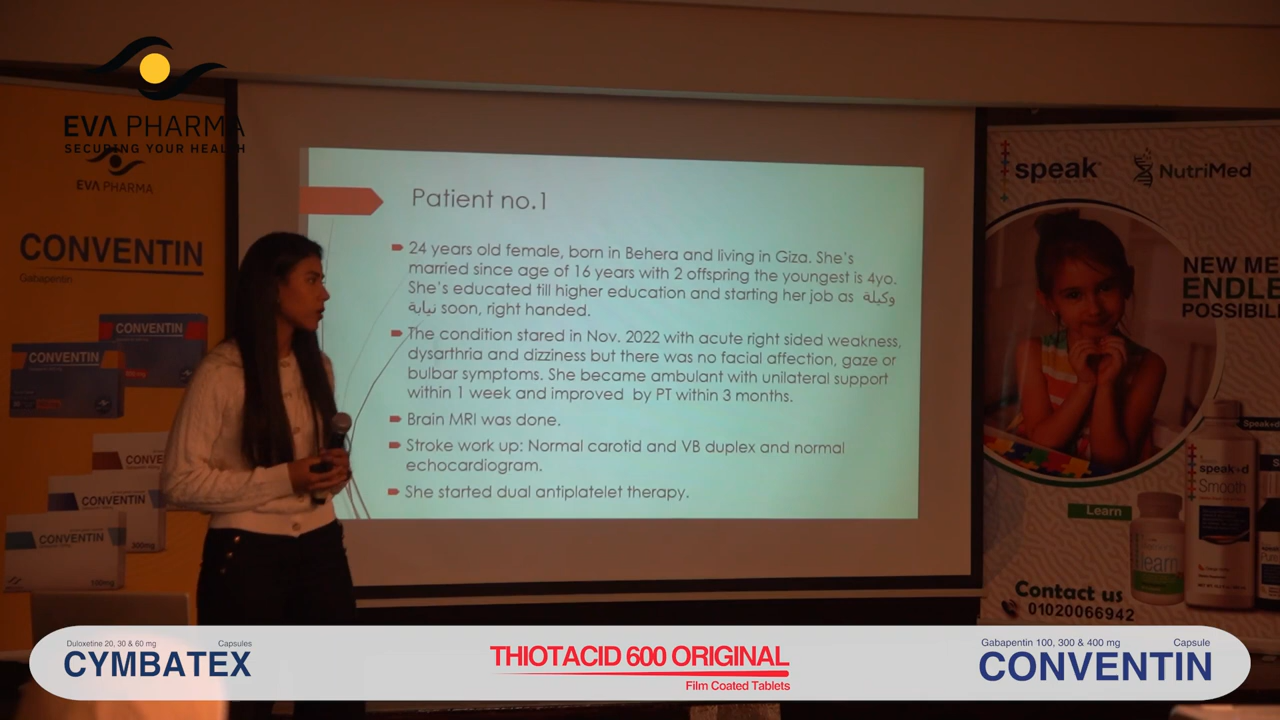 EVA PHARMA
SECURING YOUR HEALTH
EVA PHARMA
CONVENTIN
Gabapentin
CONVENTIN
CONVENTIN
CONVENTIN
300mg
CONVENTIN
100mg
Patient no.1
24 years old female, born in Behera and living in Giza. She's
married since age of 16 years with 2 offspring the youngest is 4yo.
She's educated till higher education and starting her job as وكيلة
نيابة soon, right handed.
The condition stared in Nov. 2022 with acute right sided weakness,
dysarthria and dizziness but there was no facial affection, gaze or
bulbar symptoms. She became ambulant with unilateral support
within 1 week and improved by PT within 3 months.
Brain MRI was done.
Stroke work up: Normal carotid and VB duplex and normal
echocardiogram.
She started dual antiplatelet therapy.
speak
NutriMed
NEW ME
ENDLE
POSSIBIL
speak+d
Smooth
Learn
Contact us
01020066942
Duloxetine 20, 30 & 60 mg Capsules
CYMBATEX
THIOTACID 600 ORIGINAL
Film Coated Tablets
Gabapentin 100, 300 & 400 mg Capsule
CONVENTIN